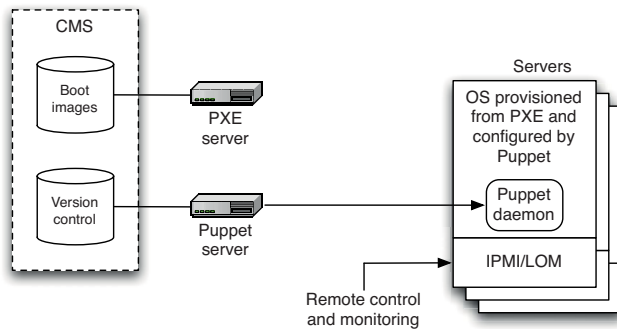 CMS
Boot
images
PXE
server
Version
control
Puppet
server
Servers
OS provisioned
from PXE and
configured by
Puppet
Puppet
daemon
IPMI/LOM
Remote control
and monitoring